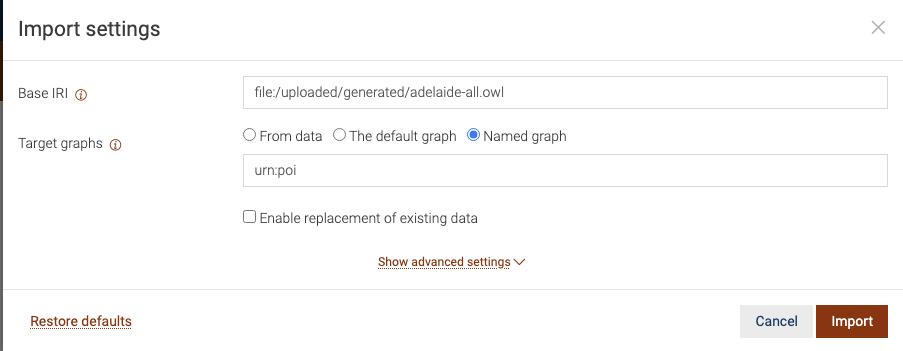 Import settings
Base IRI
file:/uploaded/generated/adelaide-all.owl
Target graphs
From data The default graph Named graph
urn:poi
Enable replacement of existing data
Show advanced settings
Restore defaults
Cancel Import